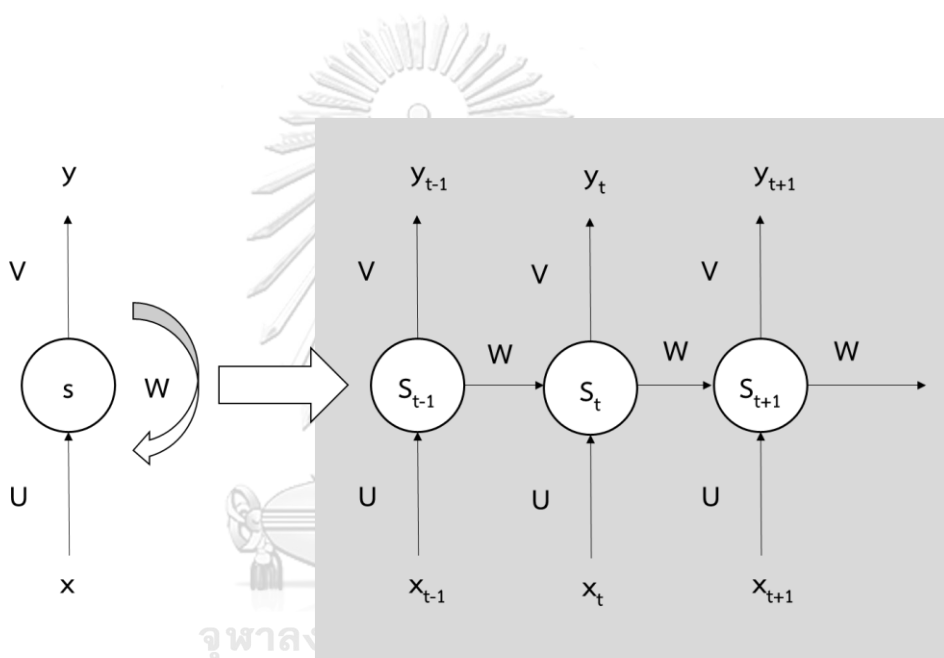 y
V
s
W
U
x
y_{t-1} y_t y_{t+1}
V V V
W W W
S_{t-1} S_t S_{t+1}
U U U
x_{t-1} x_t x_{t+1}
จุฬาลง